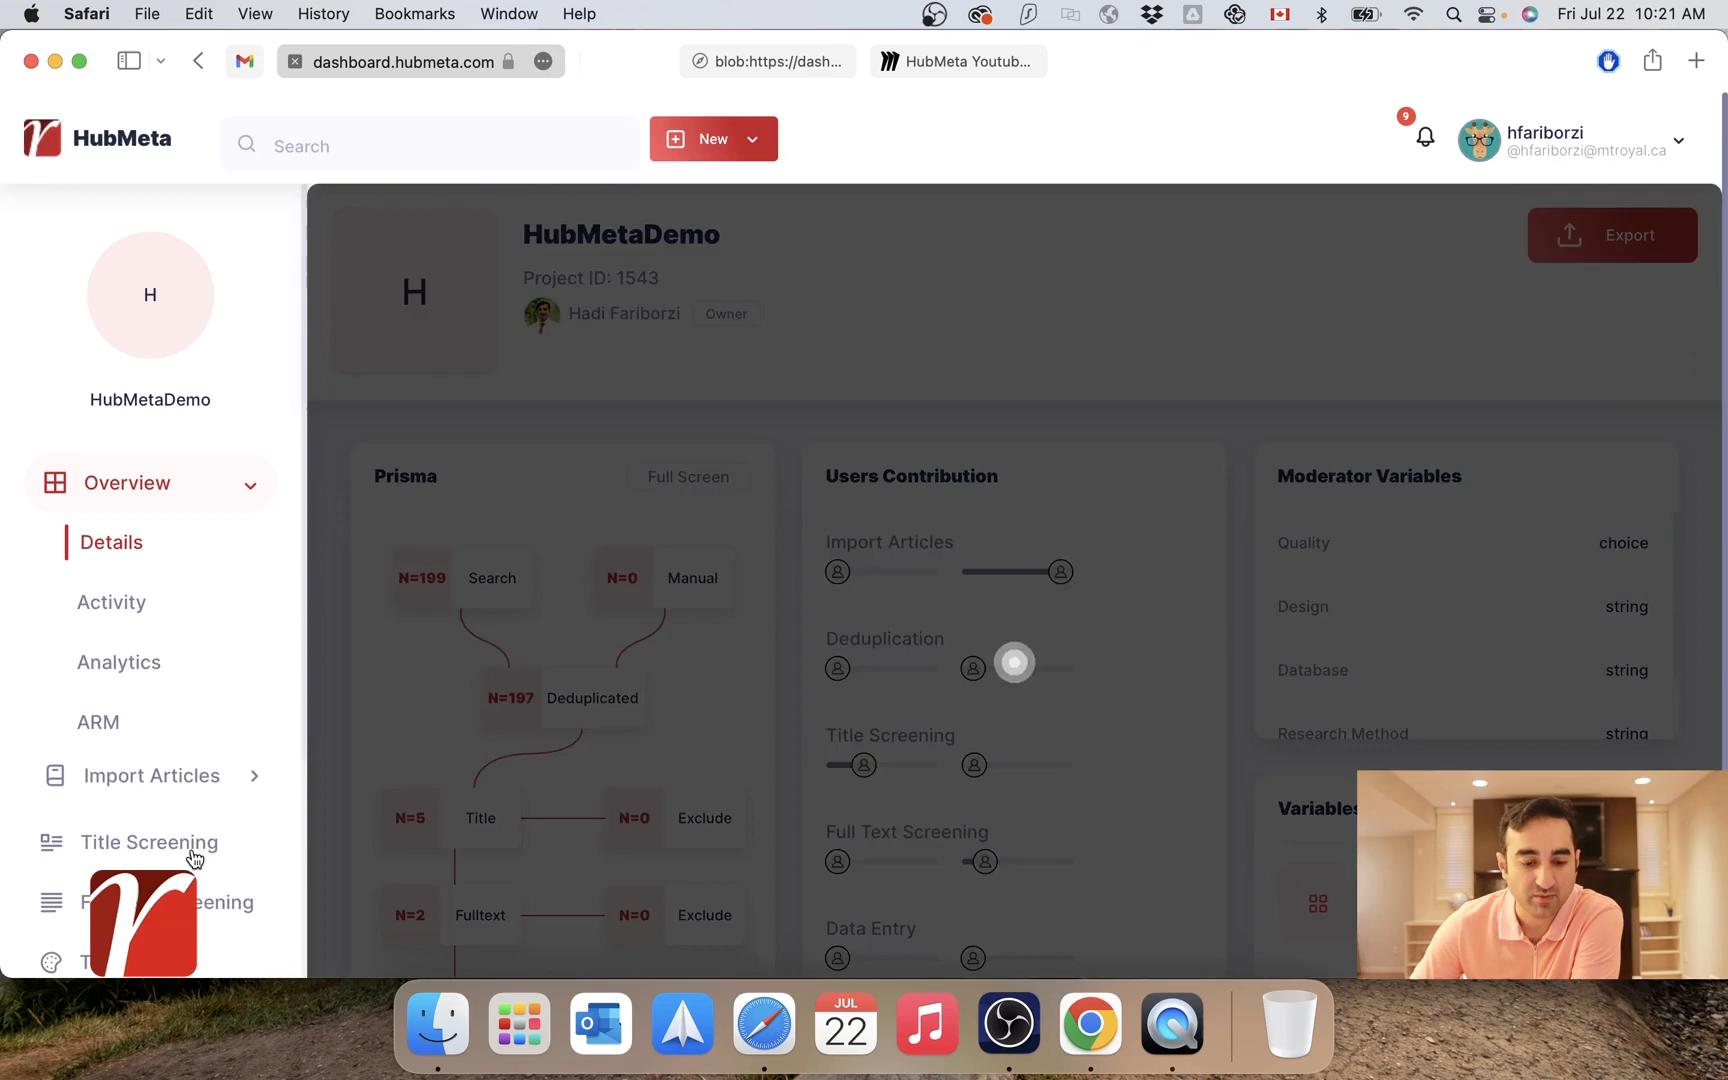 Safari File Edit View History Bookmarks Window Help Fri Jul 22 10:21 AM
dashboard.hubmeta.com blob:https://dash... HubMeta Youtub...
HubMeta Search New 9 hfariborzi
@hfariborzi@mtroyal.ca
H
HubMetaDemo
Overview
Details
Activity
Analytics
ARM
Import Articles
Title Screening
H
HubMetaDemo
Project ID: 1543
Hadi Fariborzi Owner
Export
Prisma Full Screen
N=199 Search N=0 Manual
N=197 Deduplicated
N=5 Title N=0 Exclude
N=2 Fulltext N=0 Exclude
Users Contribution
Import Articles
Deduplication
Title Screening
Full Text Screening
Data Entry
Moderator Variables
Quality choice
Design string
Database string
Research Method string
Variables
JUL
22